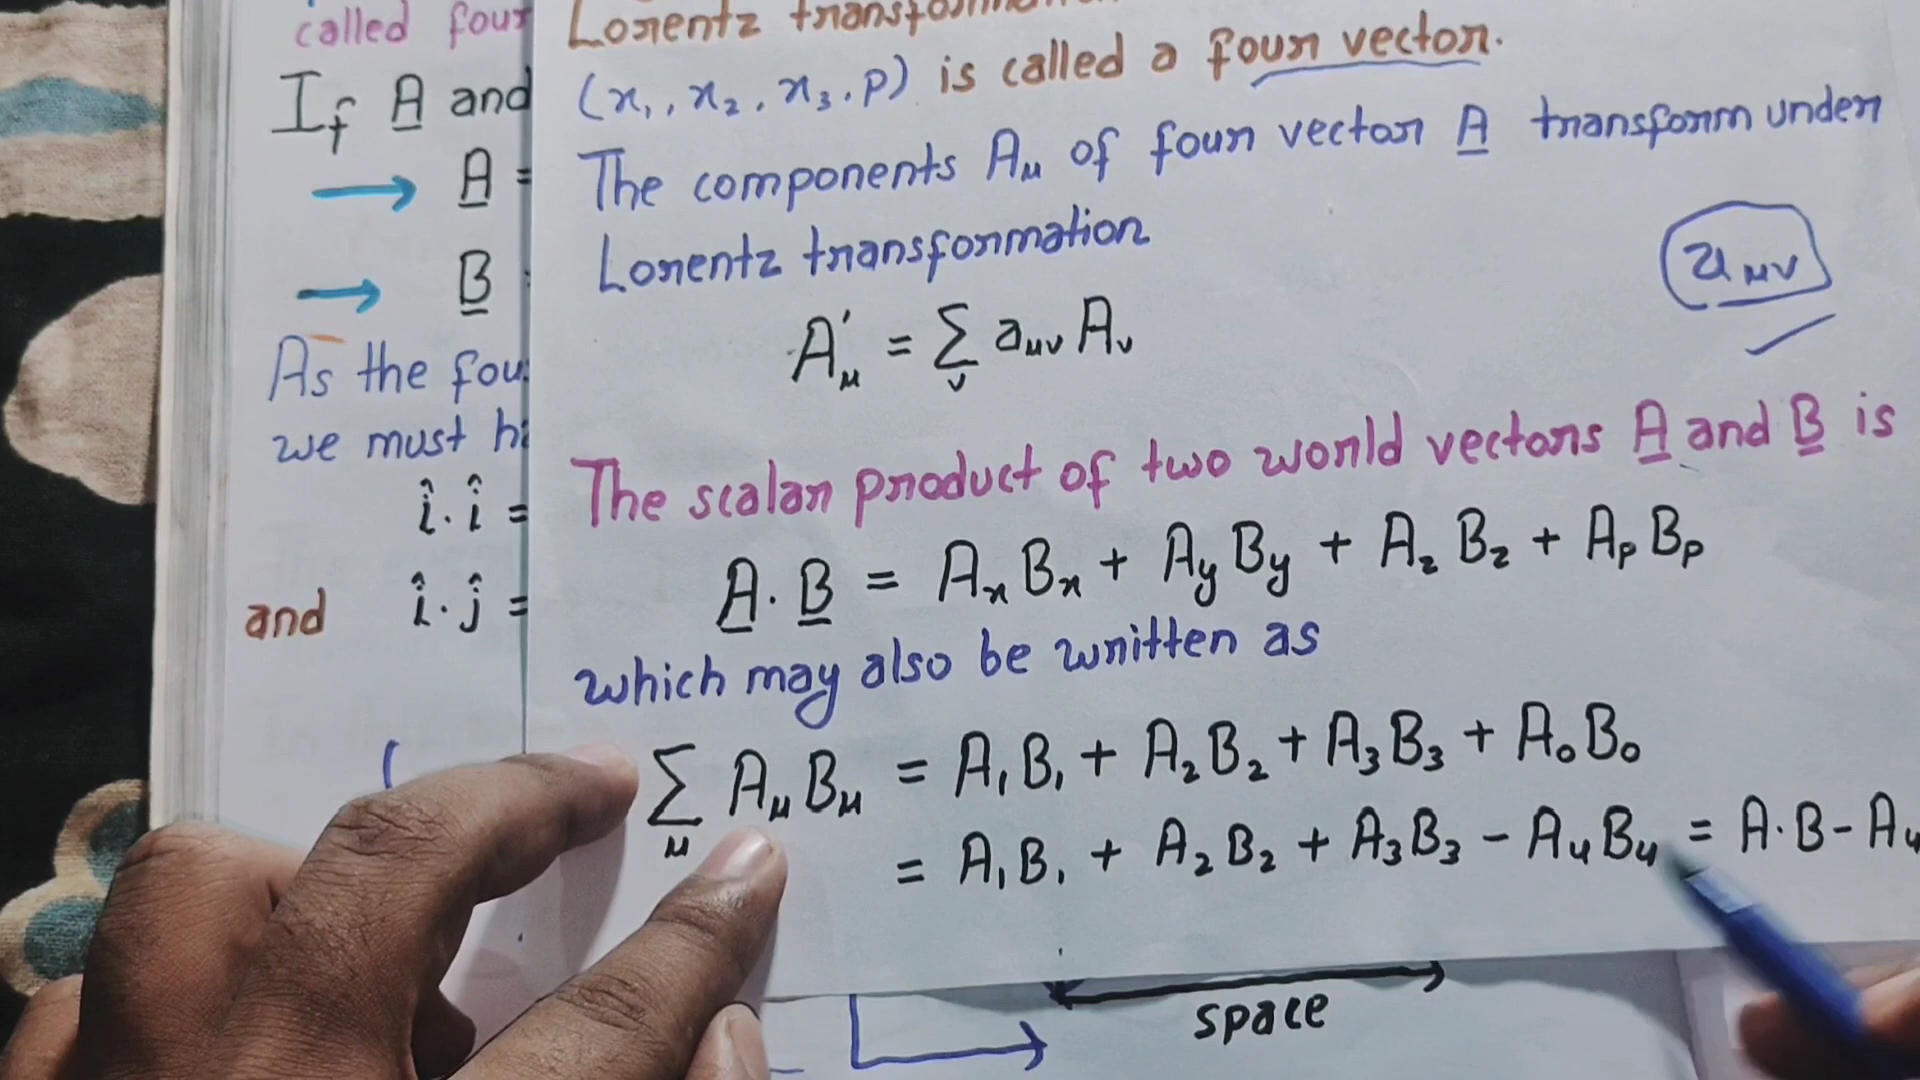 called four
If A and
A =
B
As the fou
we must ha
î · î =
and î · ĵ =
Lorentz transforma
(x₁, x₂, x₃, p) is called a four vector.
The components Aμ of four vector A transform under
Lorentz transformation
aμν
A'μ = Σν aμν Aν
The scalar product of two world vectors A and B is
A · B = AxBx + AyBy + AzBz + ApBp
which may also be written as
Σμ AμBμ = A₁B₁ + A₂B₂ + A₃B₃ + A₀B₀
= A₁B₁ + A₂B₂ + A₃B₃ - A₄B₄ = A·B - A₄
space